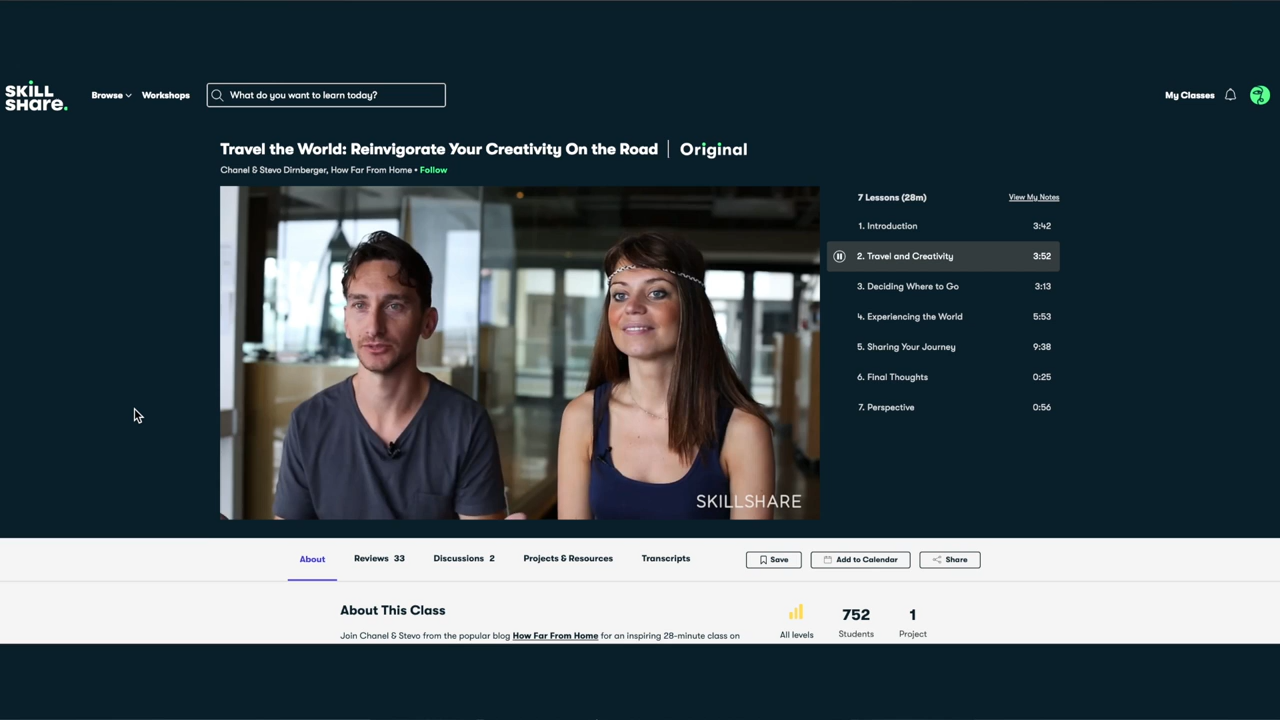 SKILL
SHARE.
Browse
Workshops
What do you want to learn today?
My Classes
Travel the World: Reinvigorate Your Creativity On the Road | Original
Chanel & Stevo Dirnberger, How Far From Home • Follow
7 Lessons (28m)
View My Notes
1. Introduction 3:42
2. Travel and Creativity 3:52
3. Deciding Where to Go 3:13
4. Experiencing the World 5:53
5. Sharing Your Journey 9:38
6. Final Thoughts 0:25
7. Perspective 0:56
SKILLSHARE
About
Reviews 33
Discussions 2
Projects & Resources
Transcripts
Save
Add to Calendar
Share
About This Class
Join Chanel & Stevo from the popular blog How Far From Home for an inspiring 28-minute class on
All levels
752
Students
1
Project